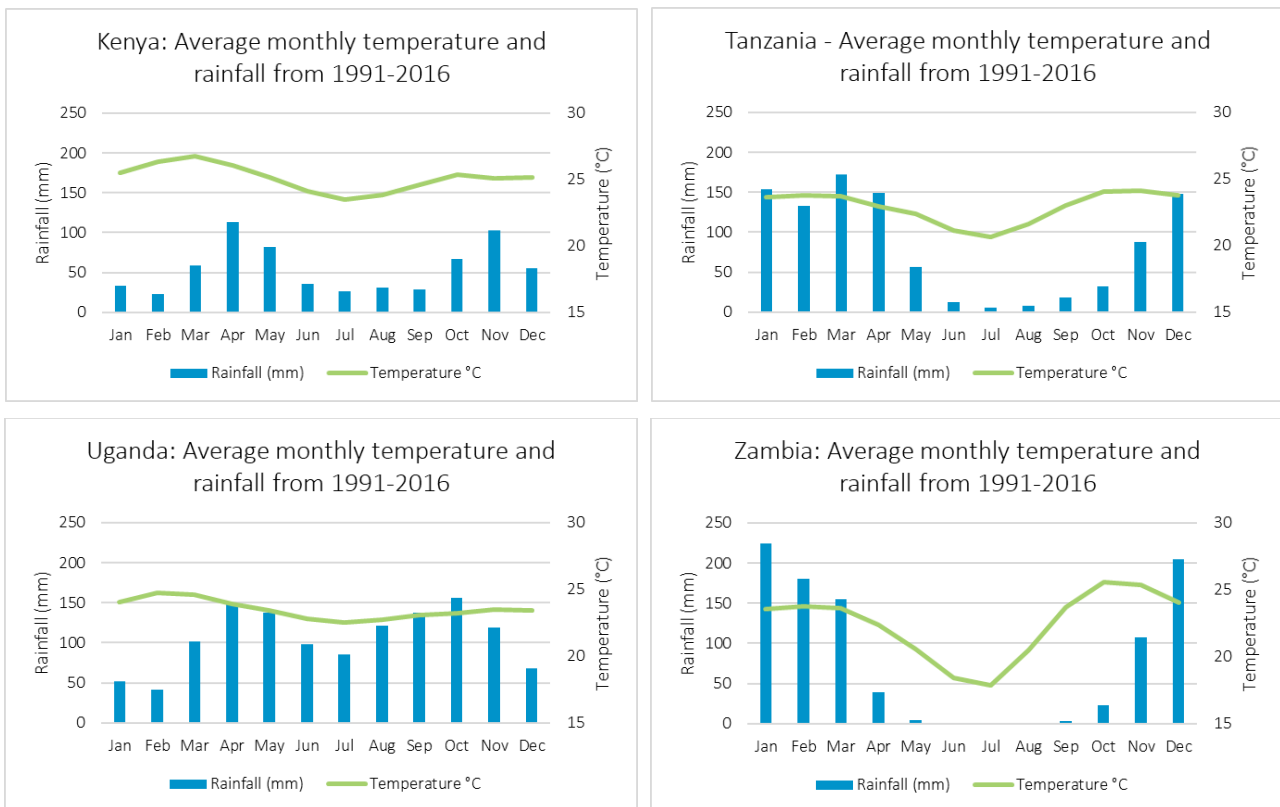 Kenya: Average monthly temperature and
rainfall from 1991-2016
250
200
150
100
50
0
30
25
20
15
Rainfall (mm)
Temperature (°C)
Jan Feb Mar Apr May Jun Jul Aug Sep Oct Nov Dec
Rainfall (mm) Temperature °C
Tanzania - Average monthly temperature and
rainfall from 1991-2016
250
200
150
100
50
0
30
25
20
15
Rainfall (mm)
Temperature (°C)
Jan Feb Mar Apr May Jun Jul Aug Sep Oct Nov Dec
Rainfall (mm) Temperature °C
Uganda: Average monthly temperature and
rainfall from 1991-2016
250
200
150
100
50
0
30
25
20
15
Rainfall (mm)
Temperature (°C)
Jan Feb Mar Apr May Jun Jul Aug Sep Oct Nov Dec
Rainfall (mm) Temperature °C
Zambia: Average monthly temperature and
rainfall from 1991-2016
250
200
150
100
50
0
30
25
20
15
Rainfall (mm)
Temperature (°C)
Jan Feb Mar Apr May Jun Jul Aug Sep Oct Nov Dec
Rainfall (mm) Temperature °C